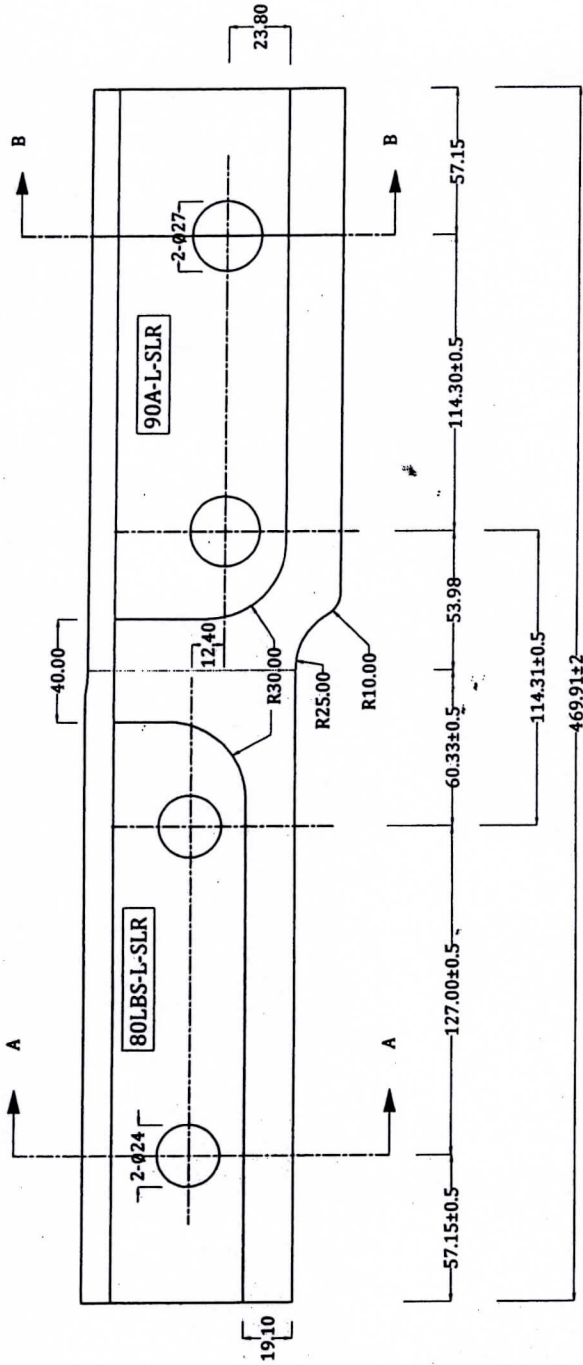 A
A
B
B
80LBS-L-SLR
90A-L-SLR
2-Ø24
2-Ø27
40.00
12.40
R30.00
R25.00
R10.00
19.10
23.80
57.15±0.5
127.00±0.5
60.33±0.5
53.98
114.30±0.5
57.15
114.31±0.5
469.91±2